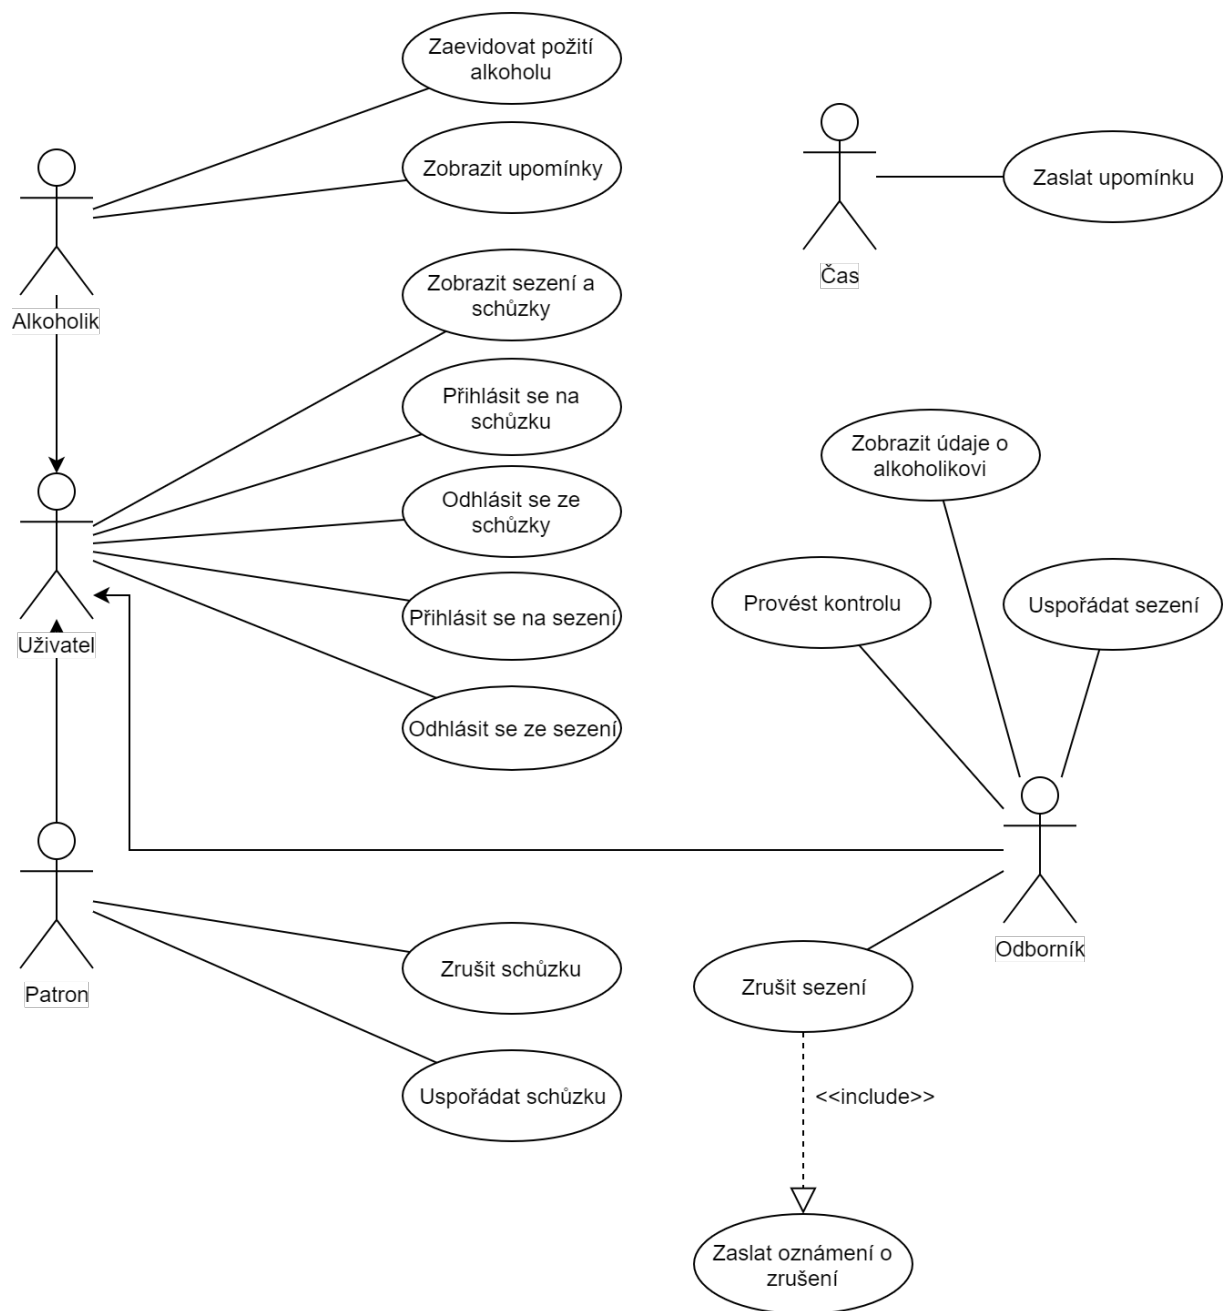 Zaevidovat požití
alkoholu
Zobrazit upomínky
Zaslat upomínku
Čas
Alkoholik
Zobrazit sezení a
schůzky
Přihlásit se na
schůzku
Zobrazit údaje o
alkoholikovi
Odhlásit se ze
schůzky
Provést kontrolu
Uspořádat sezení
Přihlásit se na sezení
Uživatel
Odhlásit se ze sezení
Odborník
Zrušit schůzku
Zrušit sezení
Patron
Uspořádat schůzku
<<include>>
Zaslat oznámení o
zrušení